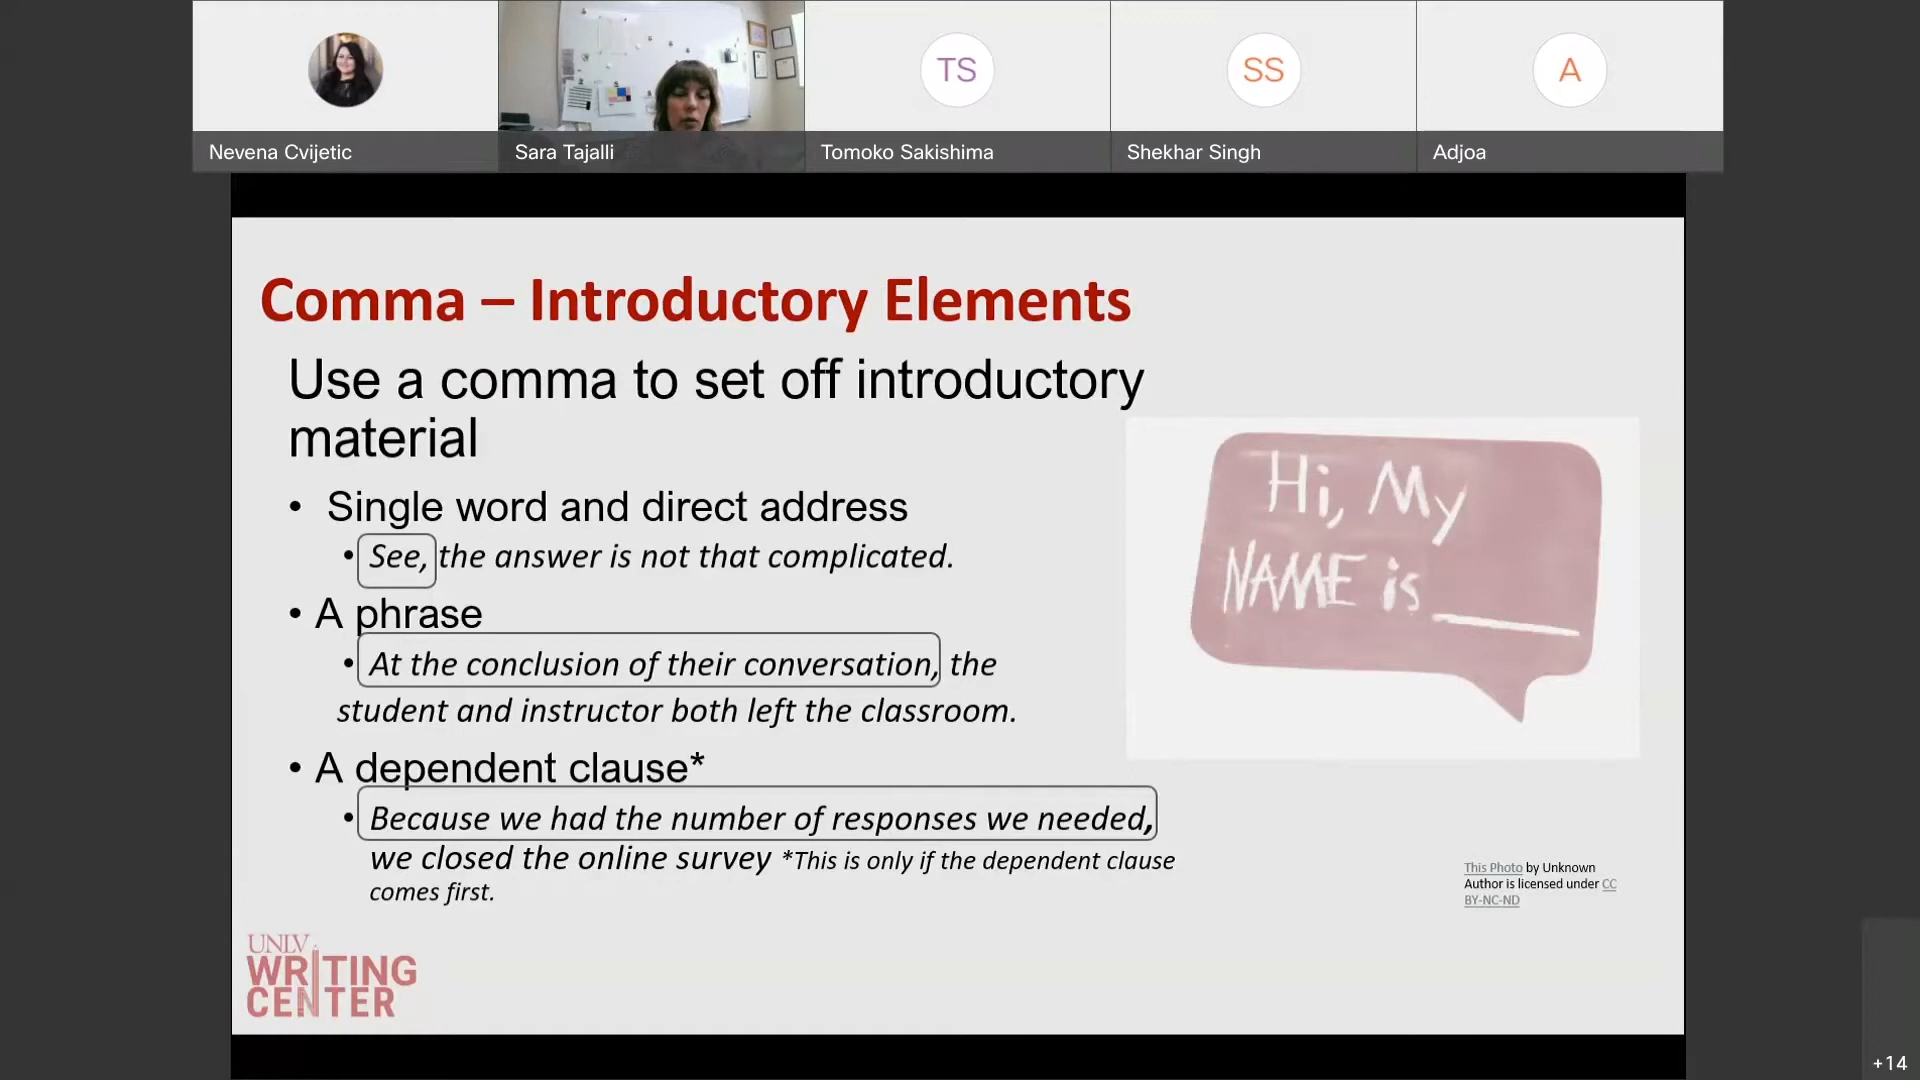 TS
SS
A
Nevena Cvijetic
Sara Tajalli
Tomoko Sakishima
Shekhar Singh
Adjoa
Comma – Introductory Elements
Use a comma to set off introductory
material
• Single word and direct address
• See, the answer is not that complicated.
• A phrase
• At the conclusion of their conversation, the
student and instructor both left the classroom.
• A dependent clause*
• Because we had the number of responses we needed,
we closed the online survey *This is only if the dependent clause
comes first.
Hi, My
NAME is ____
This Photo by Unknown
Author is licensed under CC
BY-NC-ND
UNLV
WRITING
CENTER
+14